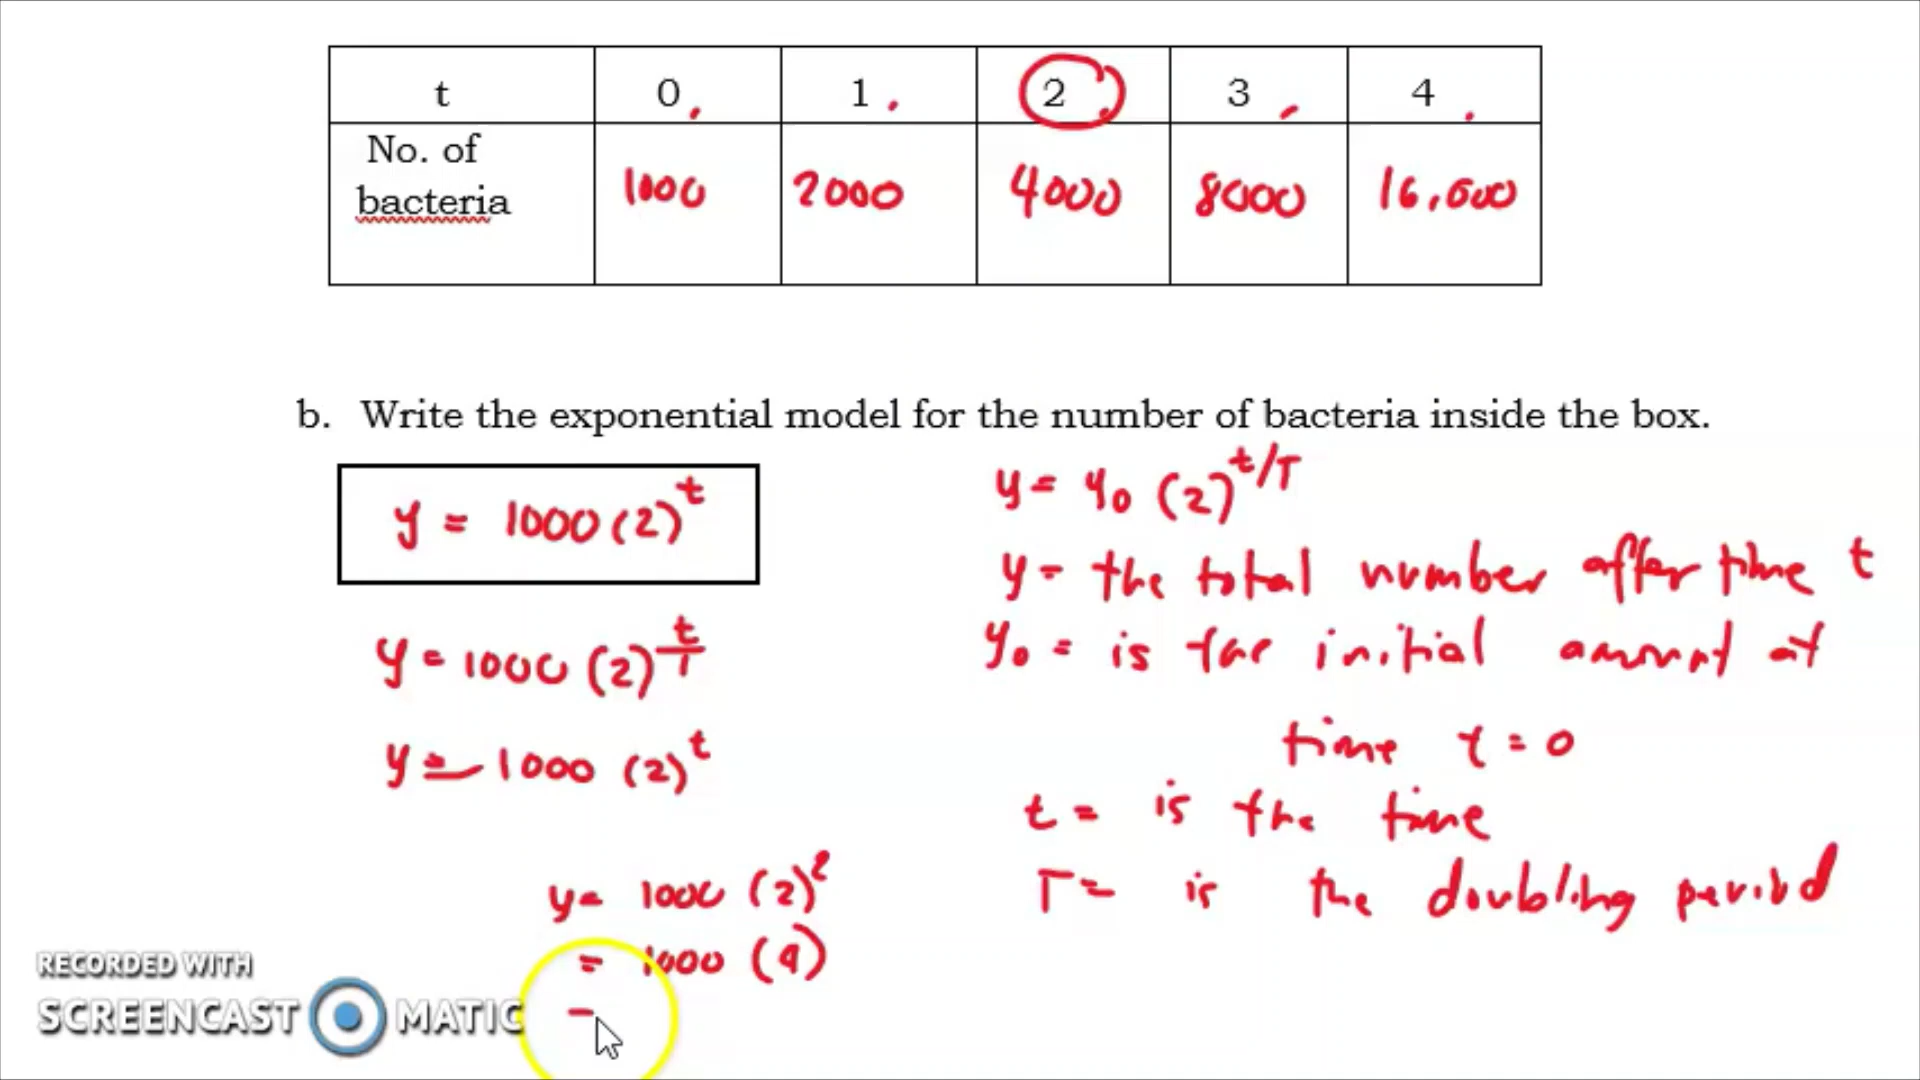 t 0 1 2 3 4
No. of bacteria 1000 2000 4000 8000 16,000
b. Write the exponential model for the number of bacteria inside the box.
y = 1000(2)^t
y = y₀ (2)^t/T
y = the total number after time t
y = 1000 (2)^t/1
y₀ = is the initial amount at
time t = 0
y = 1000 (2)^t
t = is the time
T = is the doubling period
y = 1000 (2)^2
= 1000 (4)
=
RECORDED WITH
SCREENCAST MATIC